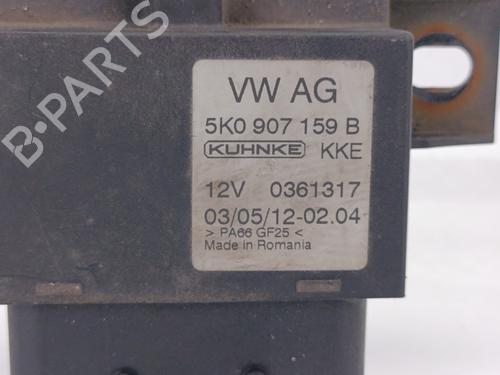 B-PARTS
VW AG
5K0 907 159 B
KUHNKE KKE
12V 0361317
03/05/12-02.04
> PA66 GF25 <
Made in Romania